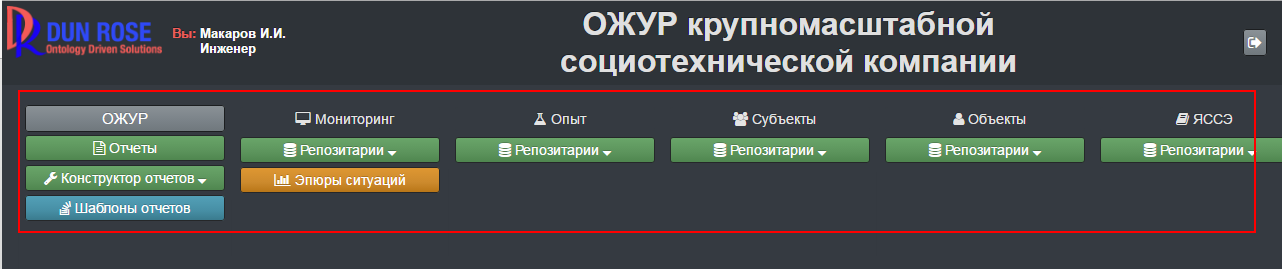 DUN ROSE
Ontology Driven Solutions
Вы: Макаров И.И.
Инженер
ОЖУР крупномасштабной
социотехнической компании
ОЖУР
Отчеты
Конструктор отчетов
Шаблоны отчетов
Мониторинг
Репозитарии
Эпюры ситуаций
Опыт
Репозитарии
Субъекты
Репозитарии
Объекты
Репозитарии
ЯССЭ
Репозитарии